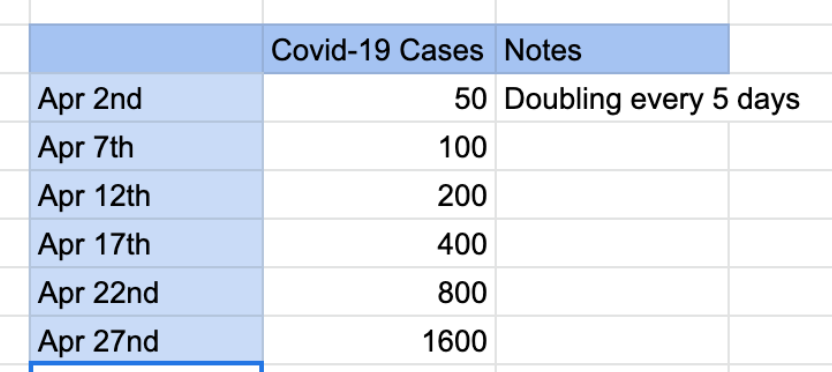 Covid-19 Cases Notes
Apr 2nd 50 Doubling every 5 days
Apr 7th 100
Apr 12th 200
Apr 17th 400
Apr 22nd 800
Apr 27nd 1600